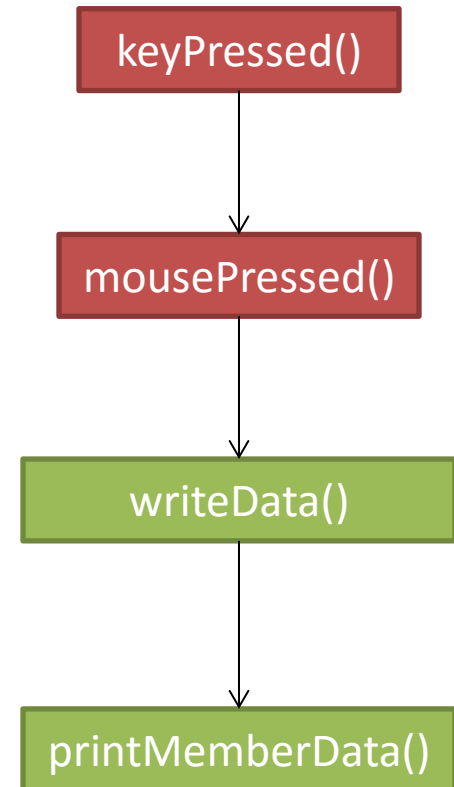 keyPressed()
mousePressed()
writeData()
printMemberData()